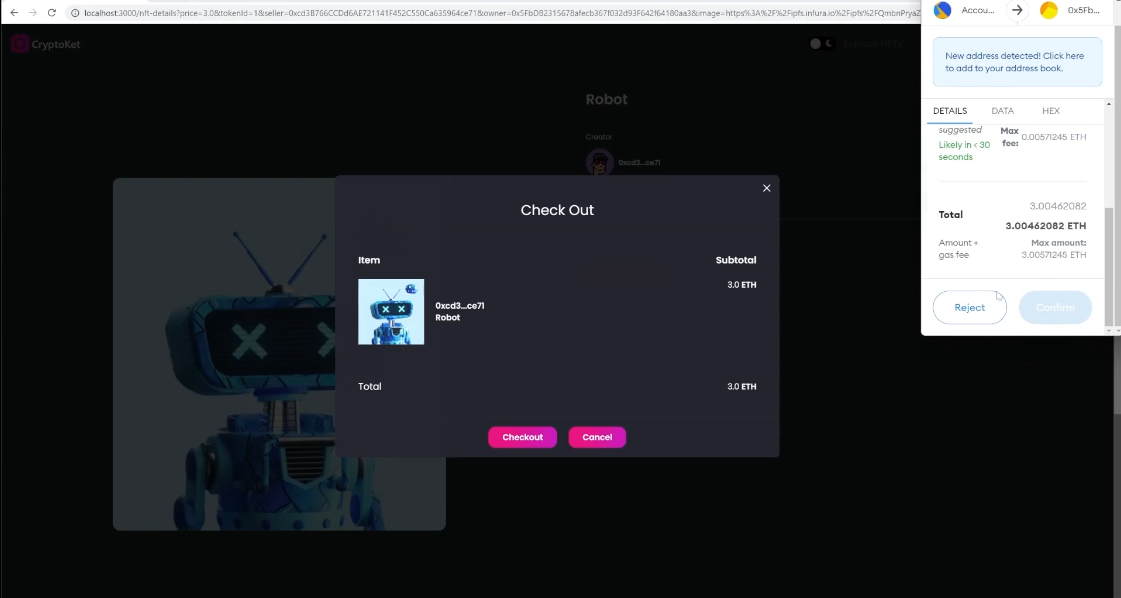 localhost:3000/nft-details?price=3.0&tokenId=1&seller=0xcd3B766CCDd6AE721141F452C550Ca635964ce71&owner=0x5FbDB2315678afecb367f032d93F642f64180aa3&image=https%3A%2F%2Fipfs.infura.io%2Fipfs%2FQmbnPryaZ
CryptoKet
Explore NFTs
Robot
Creator
0xcd3...ce71
Check Out
Item
Subtotal
3.0 ETH
0xcd3...ce71
Robot
Total
3.0 ETH
Checkout
Cancel
Accou...
0x5Fb...
New address detected! Click here
to add to your address book.
DETAILS
DATA
HEX
suggested
Likely in < 30
seconds
Max
fee:
0.00571245 ETH
Total
3.00462082
3.00462082 ETH
Amount +
gas fee
Max amount:
3.00571245 ETH
Reject
Confirm